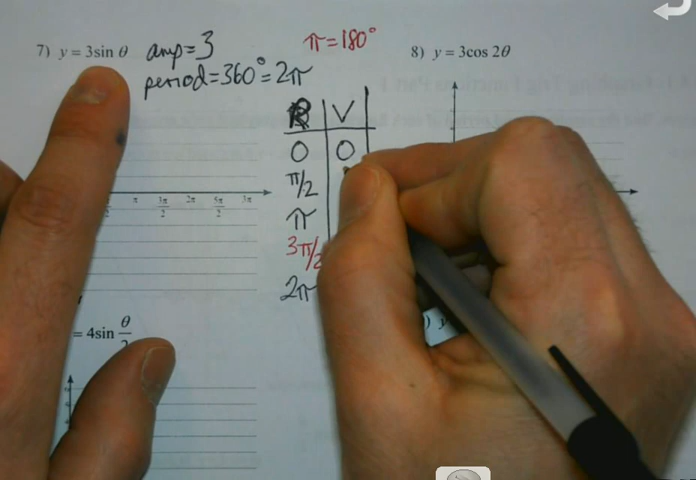 7) y = 3sin θ
amp=3
period=360°=2π
π=180°
8) y = 3cos 2θ
V
0 0
π/2
π
3π/2
2π
π 3π/2 2π 5π/2 3π
= 4sin θ/
) y